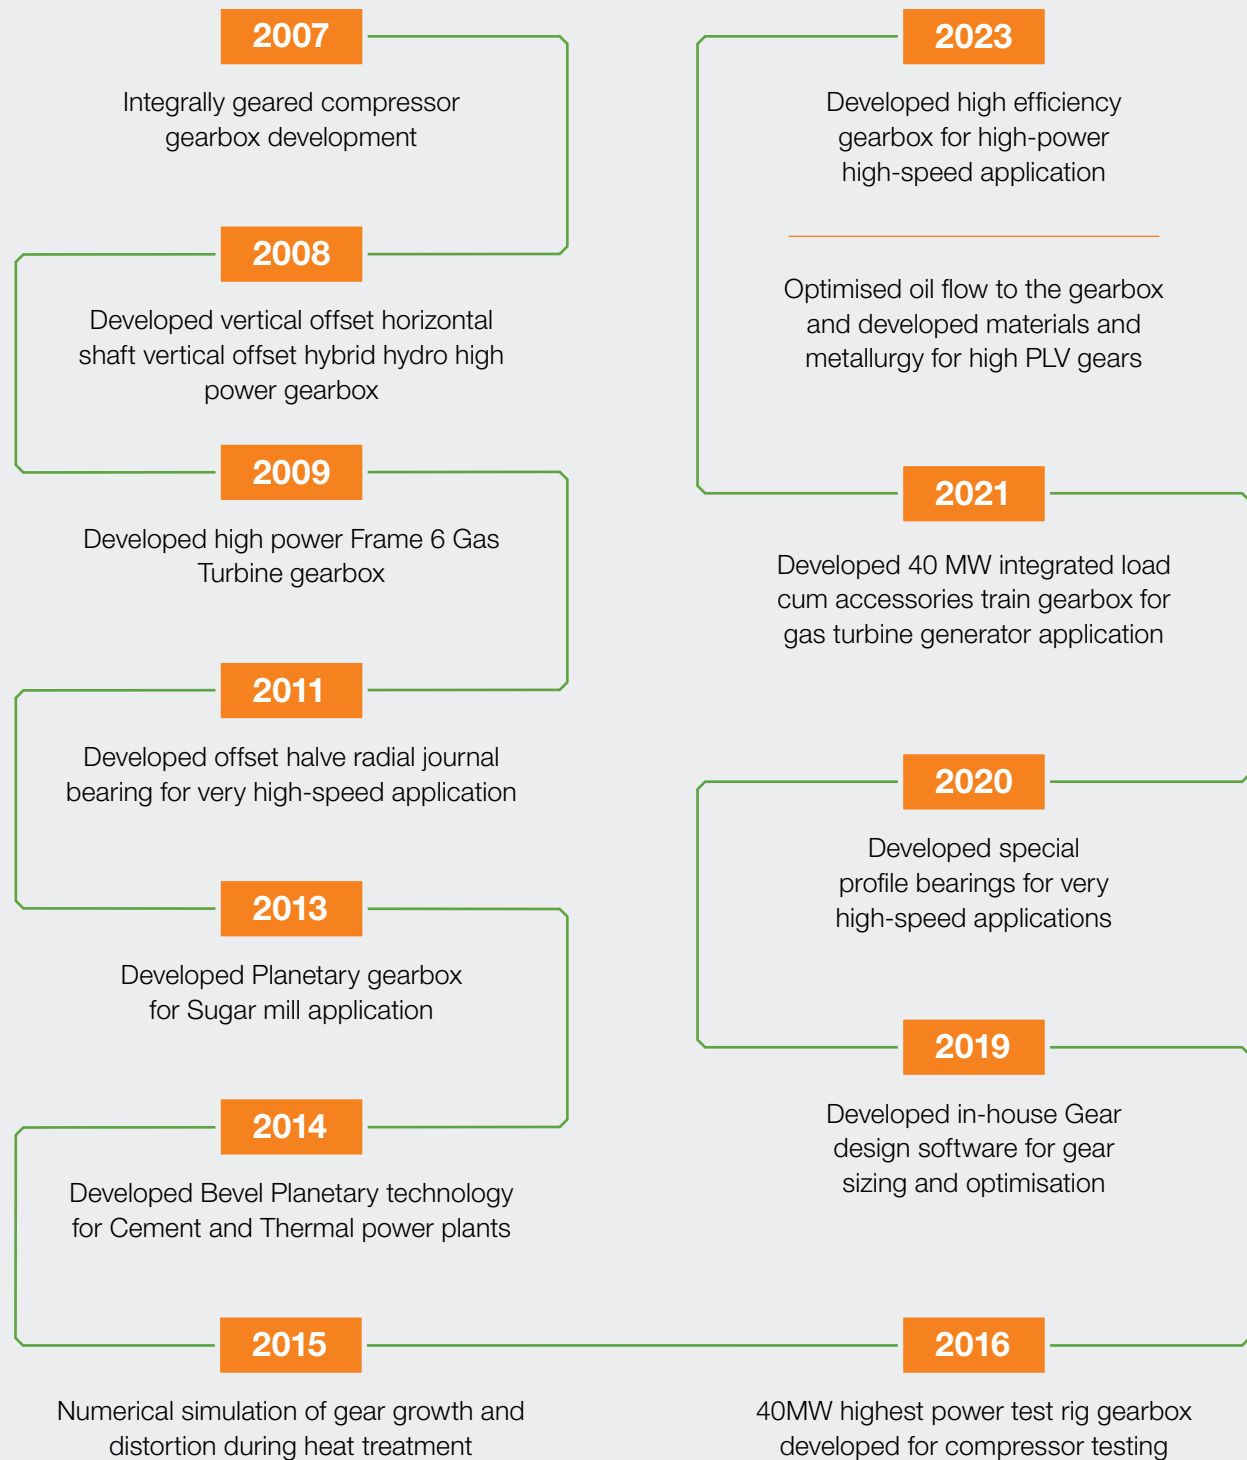 2007
Integrally geared compressor
gearbox development
2008
Developed vertical offset horizontal
shaft vertical offset hybrid hydro high
power gearbox
2009
Developed high power Frame 6 Gas
Turbine gearbox
2011
Developed offset halve radial journal
bearing for very high-speed application
2013
Developed Planetary gearbox
for Sugar mill application
2014
Developed Bevel Planetary technology
for Cement and Thermal power plants
2015
Numerical simulation of gear growth and
distortion during heat treatment
2016
40MW highest power test rig gearbox
developed for compressor testing
2019
Developed in-house Gear
design software for gear
sizing and optimisation
2020
Developed special
profile bearings for very
high-speed applications
2021
Developed 40 MW integrated load
cum accessories train gearbox for
gas turbine generator application
2023
Developed high efficiency
gearbox for high-power
high-speed application
Optimised oil flow to the gearbox
and developed materials and
metallurgy for high PLV gears